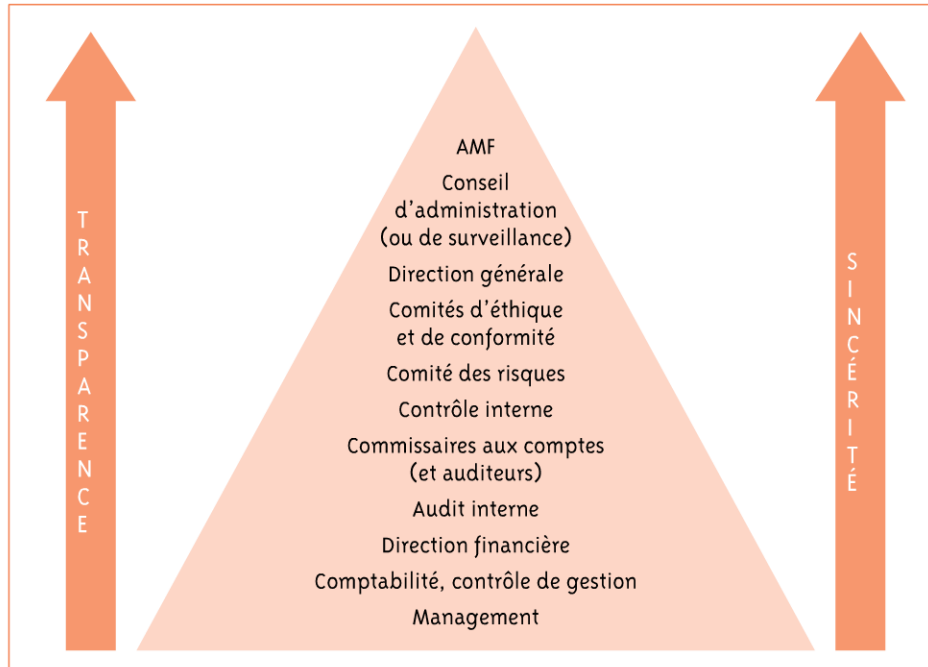 TRANSPARENCE
AMF
Conseil
d'administration
(ou de surveillance)
Direction générale
Comités d'éthique
et de conformité
Comité des risques
Contrôle interne
Commissaires aux comptes
(et auditeurs)
Audit interne
Direction financière
Comptabilité, contrôle de gestion
Management
SINCÉRITÉ